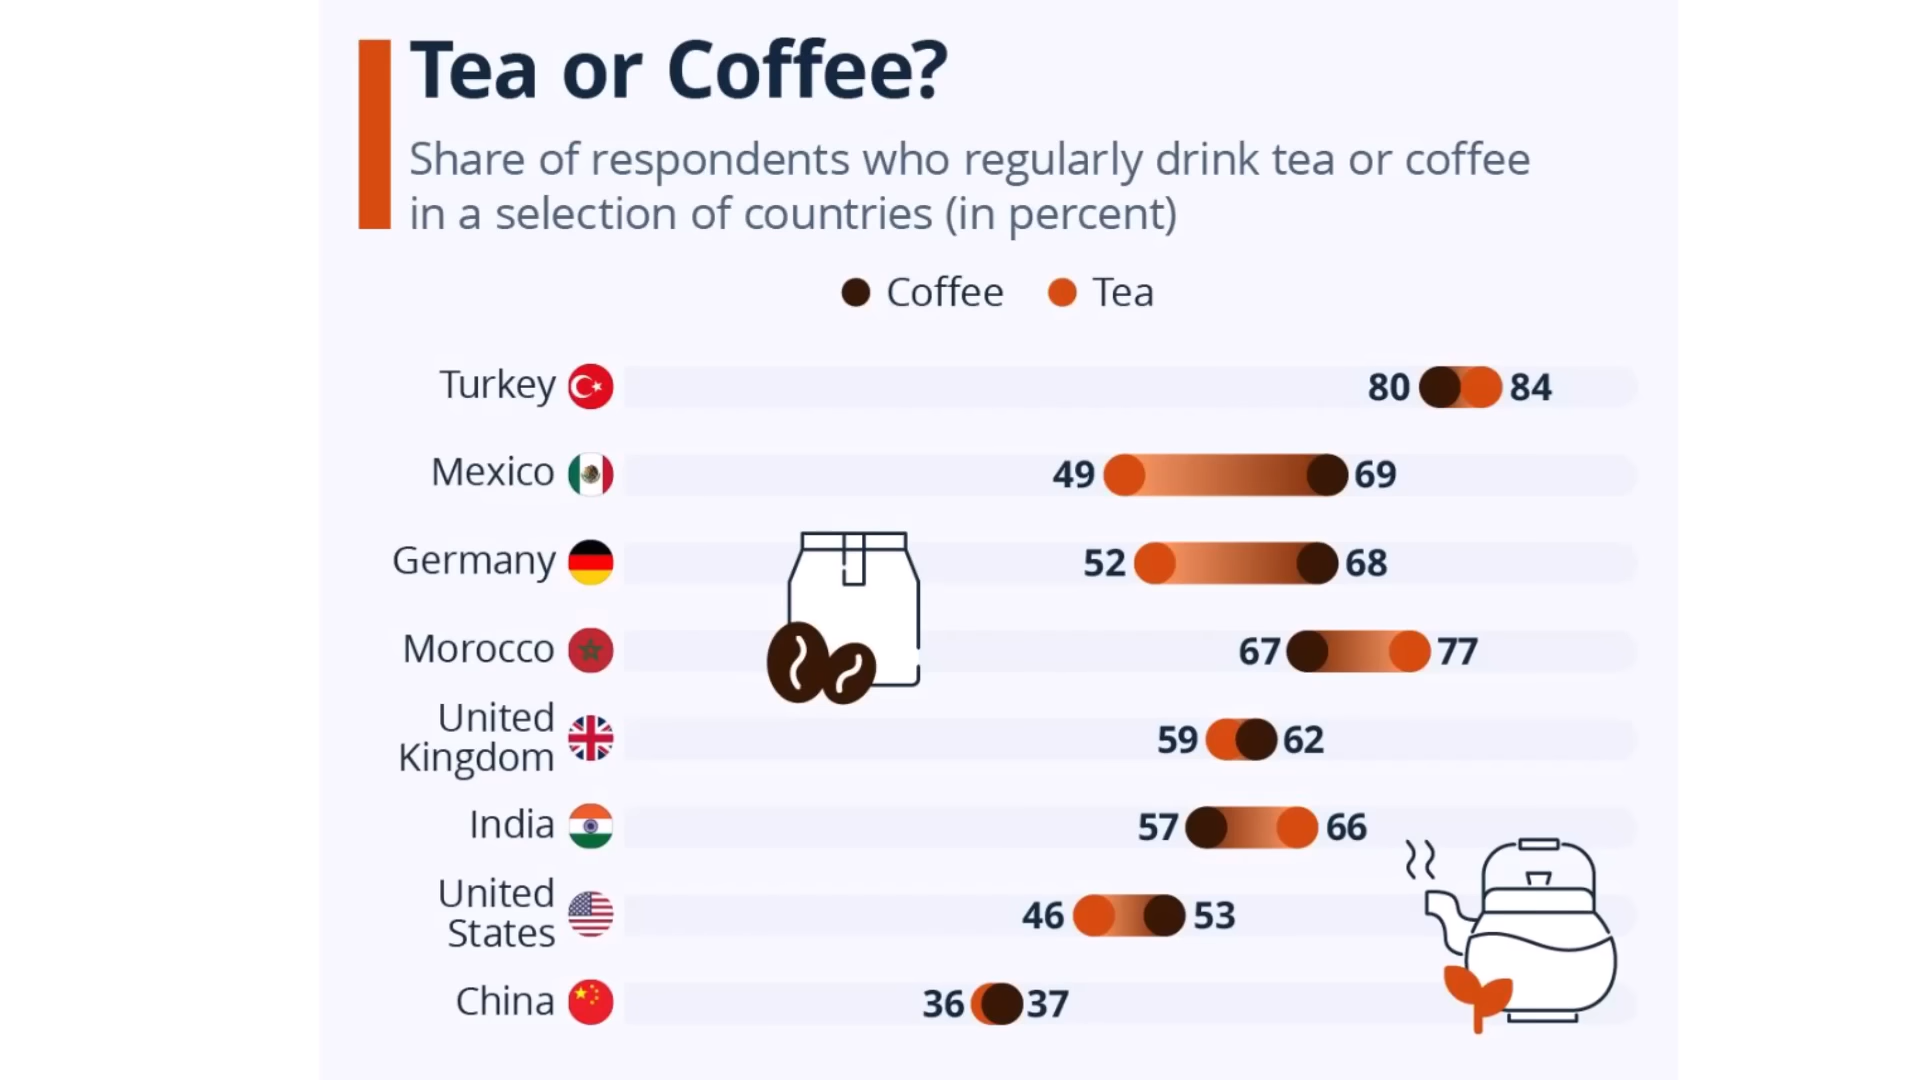 Tea or Coffee?
Share of respondents who regularly drink tea or coffee
in a selection of countries (in percent)
Coffee Tea
Turkey 80 84
Mexico 49 69
Germany 52 68
Morocco 67 77
United
Kingdom 59 62
India 57 66
United
States 46 53
China 36 37